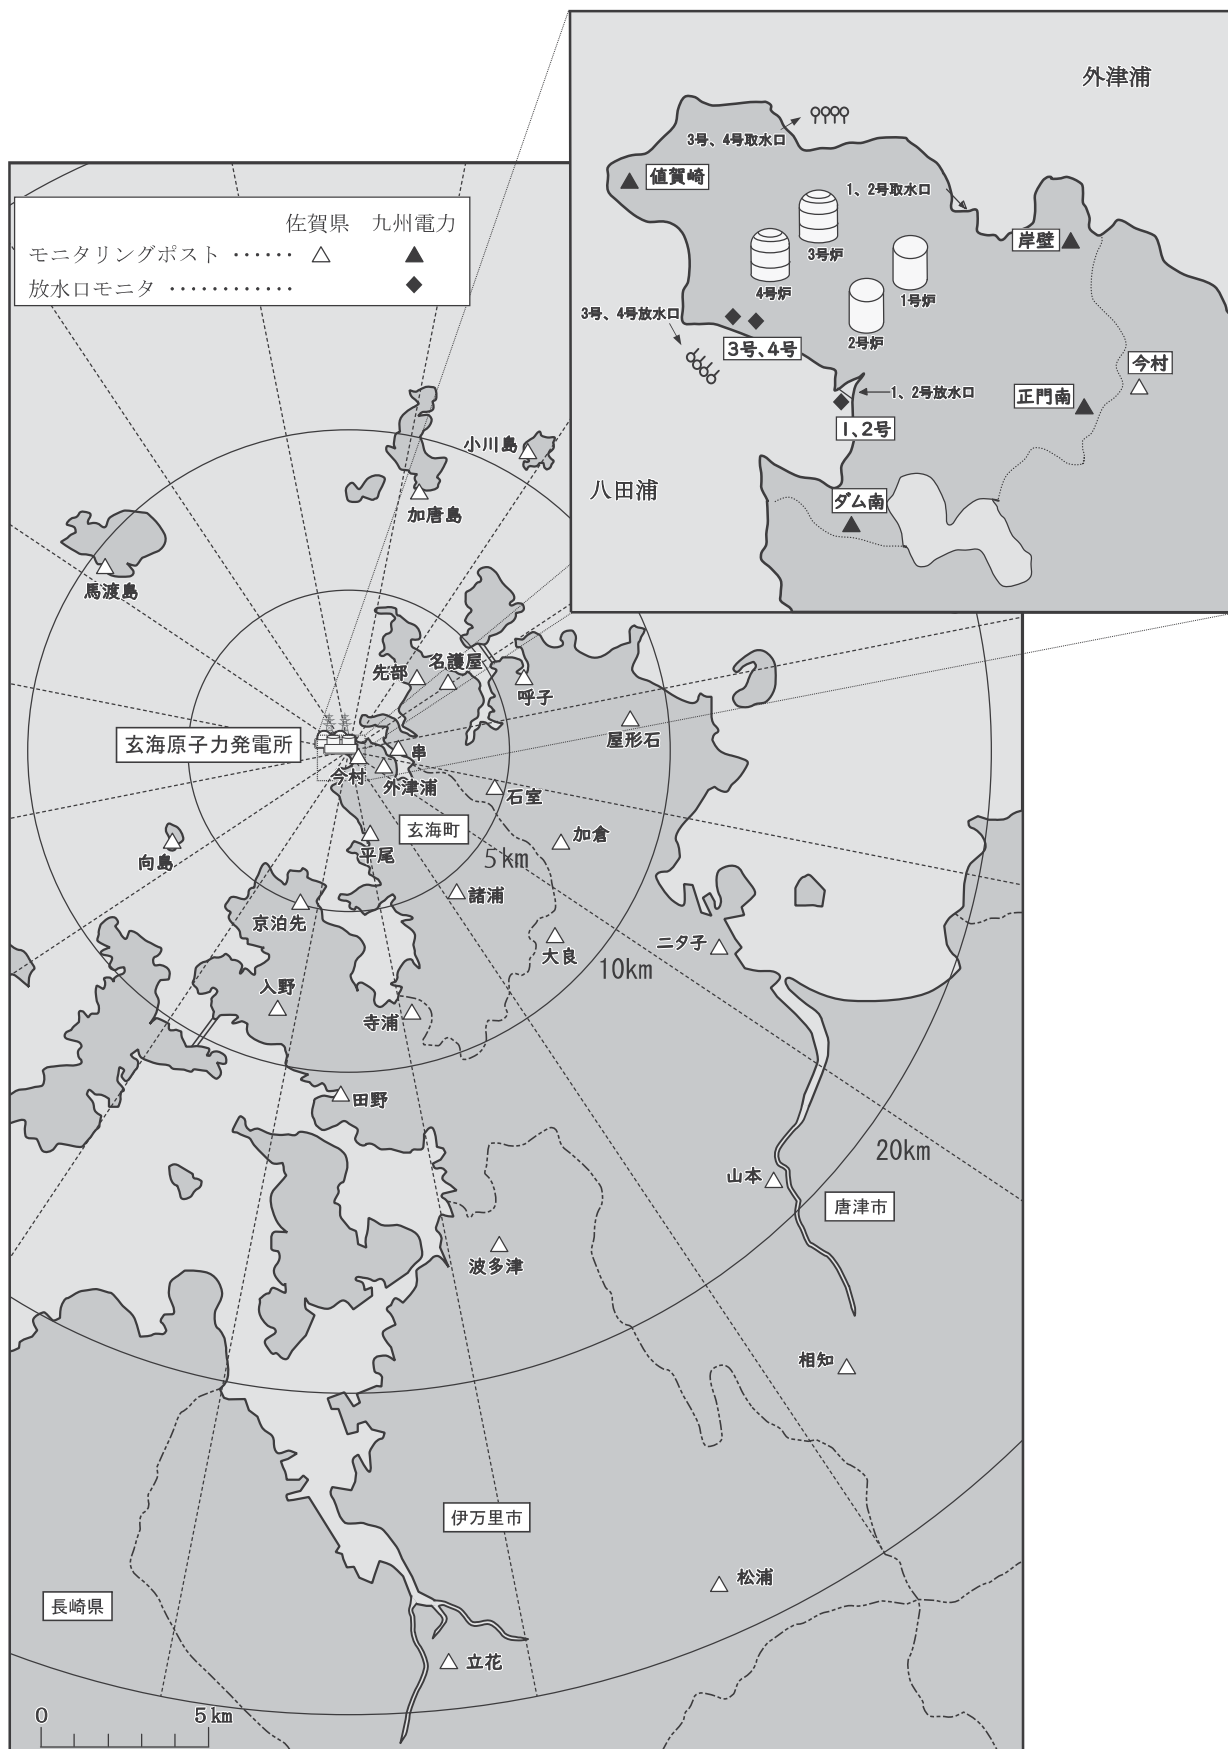 外津浦
3号、4号取水口
値賀崎
1、2号取水口
岸壁
3号炉
4号炉
1号炉
2号炉
3号、4号放水口
3号、4号
今村
1、2号放水口
正門南
1、2号
八田浦
ダム南
佐賀県 九州電力
モニタリングポスト ‥‥‥ △ ▲
放水口モニタ ‥‥‥‥‥‥ ◆
小川島
加唐島
馬渡島
先部
名護屋
呼子
屋形石
玄海原子力発電所
串
今村
外津浦
石室
玄海町
加倉
平尾
5km
向島
諸浦
京泊先
二タ子
大良
10km
入野
寺浦
田野
20km
山本
唐津市
波多津
相知
伊万里市
松浦
長崎県
立花
0 5km